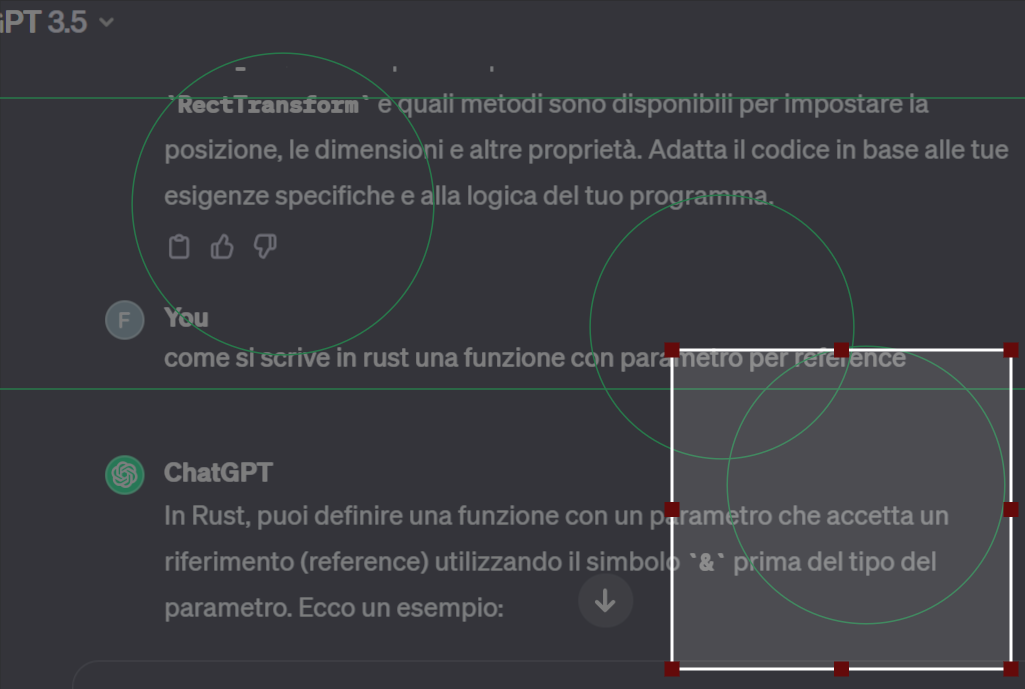 GPT 3.5
`RectTransform` e quali metodi sono disponibili per impostare la
posizione, le dimensioni e altre proprietà. Adatta il codice in base alle tue
esigenze specifiche e alla logica del tuo programma.
F
You
come si scrive in rust una funzione con parametro per reference
ChatGPT
In Rust, puoi definire una funzione con un parametro che accetta un
riferimento (reference) utilizzando il simbolo `&` prima del tipo del
parametro. Ecco un esempio: